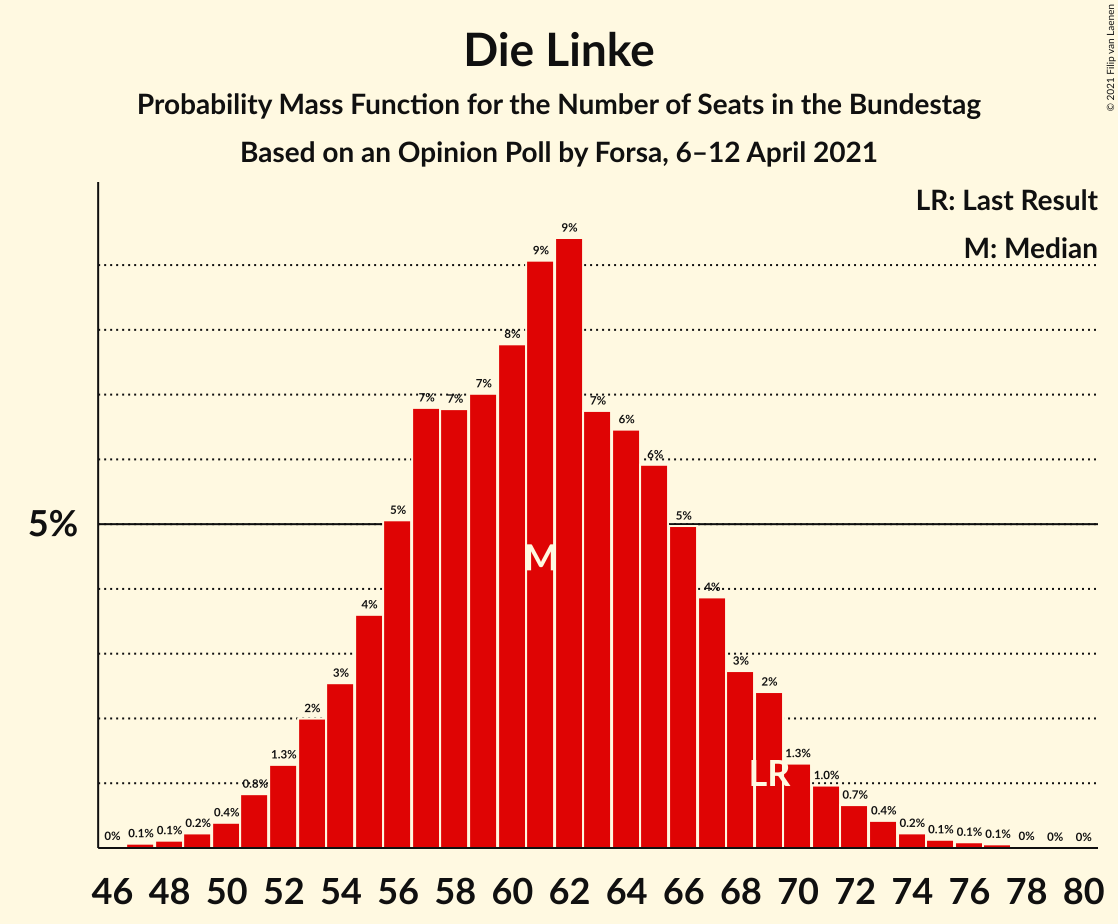 Die Linke
Probability Mass Function for the Number of Seats in the Bundestag
Based on an Opinion Poll by Forsa, 6–12 April 2021
© 2021 Filip van Laenen
LR: Last Result
M: Median
5%
0% 0.1% 0.1% 0.2% 0.4% 0.8% 1.3% 2% 3% 4% 5% 7% 7% 7% 8% 9% 9% 7% 6% 6% 5% 4% 3% 2% 1.3% 1.0% 0.7% 0.4% 0.2% 0.1% 0.1% 0.1% 0% 0% 0%
M
LR
46 48 50 52 54 56 58 60 62 64 66 68 70 72 74 76 78 80